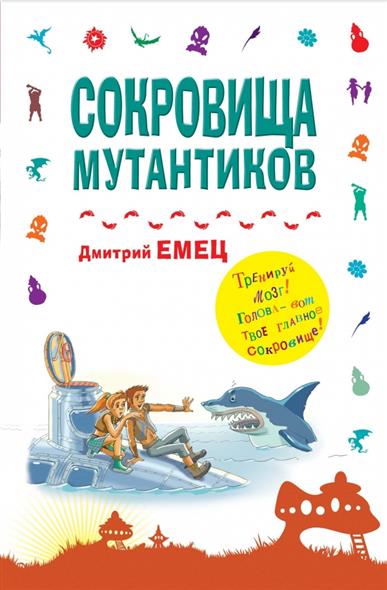 СОКРОВИЩА
МУТАНТИКОВ
Дмитрий ЕМЕЦ
Тренируй
мозг!
Голова – вот
твое главное
сокровище!